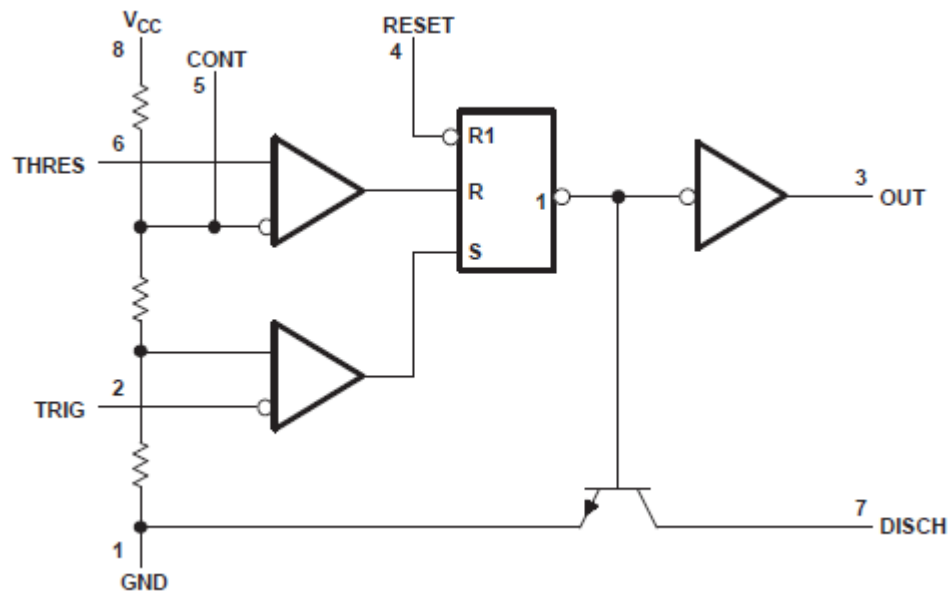 VCC
8
CONT
5
RESET
4
6
THRES
R1
R
S
1
3
OUT
2
TRIG
7
DISCH
1
GND